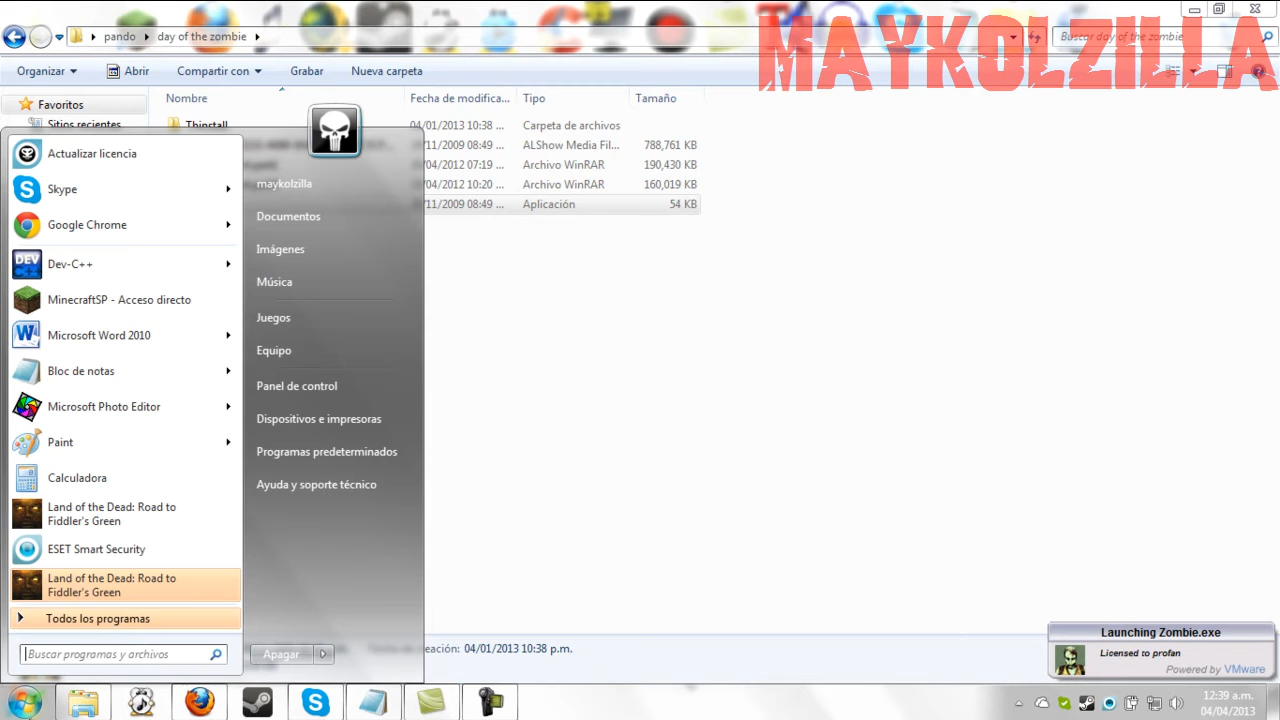 MAYKOLZILLA
pando
day of the zombie
Buscar day of the zombie
Organizar
Abrir
Compartir con
Grabar
Nueva carpeta
Favoritos
Sitios recientes
Nombre
Fecha de modifica...
Tipo
Tamaño
Thinstall
04/01/2013 10:38 ...
Carpeta de archivos
/11/2009 08:49 ...
ALShow Media Fil...
788,761 KB
/04/2012 07:19 ...
Archivo WinRAR
190,430 KB
/04/2012 10:20 ...
Archivo WinRAR
160,019 KB
/11/2009 08:49 ...
Aplicación
54 KB
Actualizar licencia
Skype
Google Chrome
DEV
C++
Dev-C++
MinecraftSP - Acceso directo
Microsoft Word 2010
Bloc de notas
Microsoft Photo Editor
Paint
Calculadora
Land of the Dead: Road to
Fiddler's Green
ESET Smart Security
Land of the Dead: Road to
Fiddler's Green
Todos los programas
Buscar programas y archivos
maykolzilla
Documentos
Imágenes
Música
Juegos
Equipo
Panel de control
Dispositivos e impresoras
Programas predeterminados
Ayuda y soporte técnico
Apagar
creación: 04/01/2013 10:38 p.m.
Launching Zombie.exe
Licensed to profan
Powered by VMware
12:39 a.m.
04/04/2013